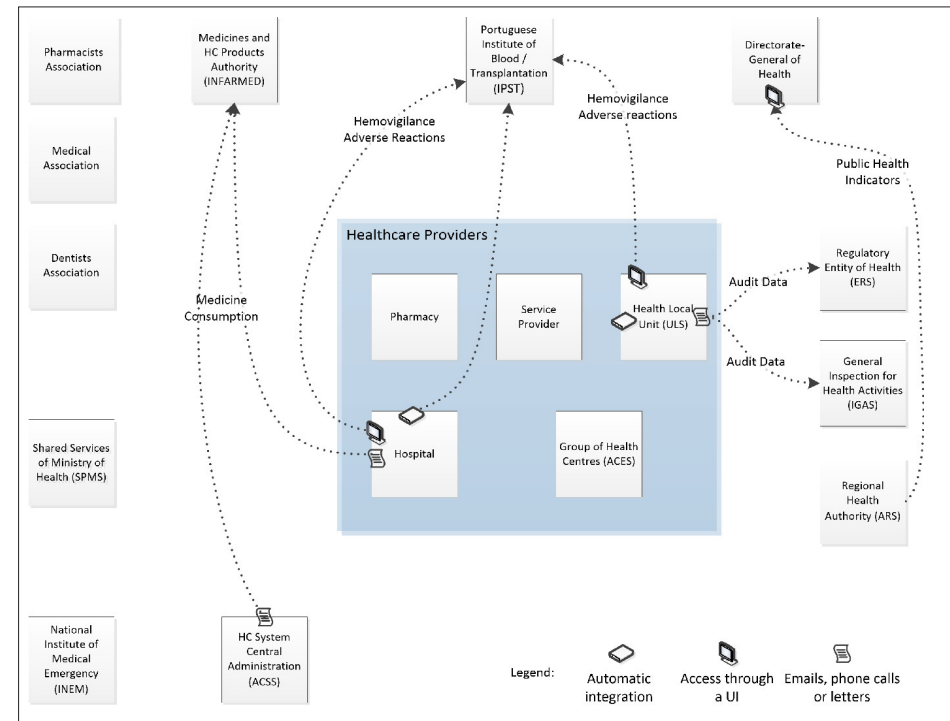 Pharmacists
Association
Medicines and
HC Products
Authority
(INFARMED)
Portuguese
Institute of
Blood /
Transplantation
(IPST)
Directorate-
General of
Health
Hemovigilance
Adverse Reactions
Hemovigilance
Adverse reactions
Medical
Association
Public Health
Indicators
Healthcare Providers
Dentists
Association
Regulatory
Entity of Health
(ERS)
Medicine
Consumption
Pharmacy
Service
Provider
Health Local
Unit (ULS)
Audit Data
Audit Data
General
Inspection for
Health Activities
(IGAS)
Shared Services
of Ministry of
Health (SPMS)
Hospital
Group of Health
Centres (ACES)
Regional
Health
Authority (ARS)
National
Institute of
Medical
Emergency
(INEM)
HC System
Central
Administration
(ACSS)
Legend:
Automatic
integration
Access through
a UI
Emails, phone calls
or letters